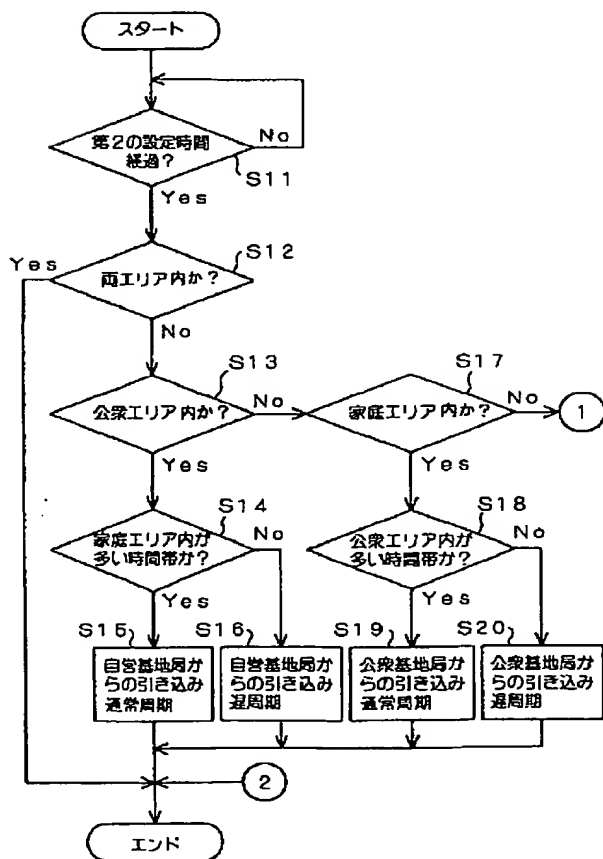 スタート
第2の設定時間
経過?
No
S11
Yes
Yes
S12
両エリア内か?
No
S13
公衆エリア内か?
No
S17
家庭エリア内か?
No
1
Yes
Yes
S14
家庭エリア内が
多い時間帯か?
No
S18
公衆エリア内が
多い時間帯か?
No
Yes
Yes
S15
自営基地局か
らの引き込み
通常周期
S16
自営基地局か
らの引き込み
遅周期
S19
公衆基地局か
らの引き込み
通常周期
S20
公衆基地局か
らの引き込み
遅周期
2
エンド